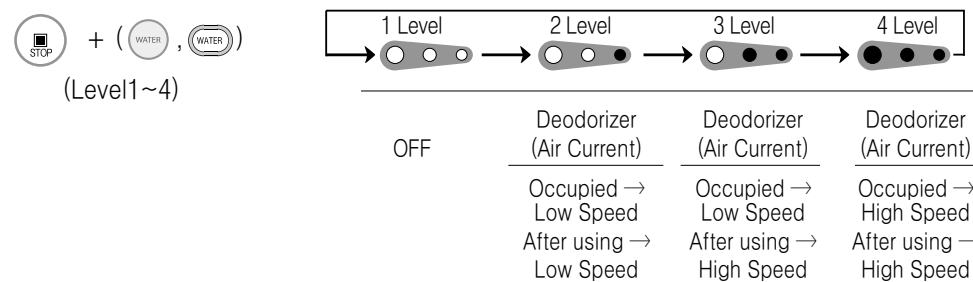 STOP + ( WATER , WATER )
(Level1~4)
1 Level 2 Level 3 Level 4 Level
OFF
Deodorizer
(Air Current)
Occupied →
Low Speed
After using →
Low Speed
Deodorizer
(Air Current)
Occupied →
Low Speed
After using →
High Speed
Deodorizer
(Air Current)
Occupied →
High Speed
After using →
High Speed